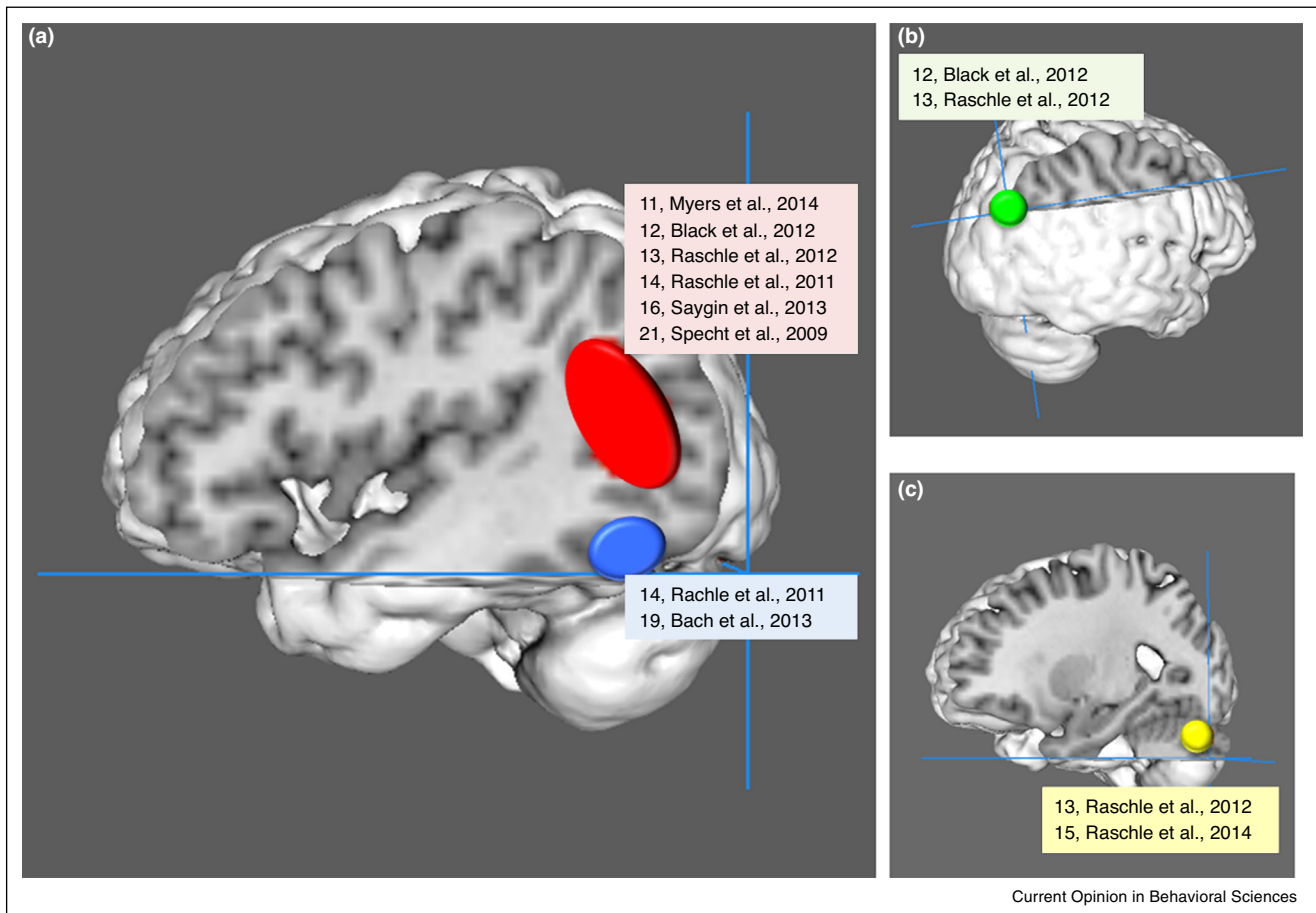 (a)
11, Myers et al., 2014
12, Black et al., 2012
13, Raschle et al., 2012
14, Raschle et al., 2011
16, Saygin et al., 2013
21, Specht et al., 2009
14, Rachle et al., 2011
19, Bach et al., 2013
(b)
12, Black et al., 2012
13, Raschle et al., 2012
(c)
13, Raschle et al., 2012
15, Raschle et al., 2014
Current Opinion in Behavioral Sciences